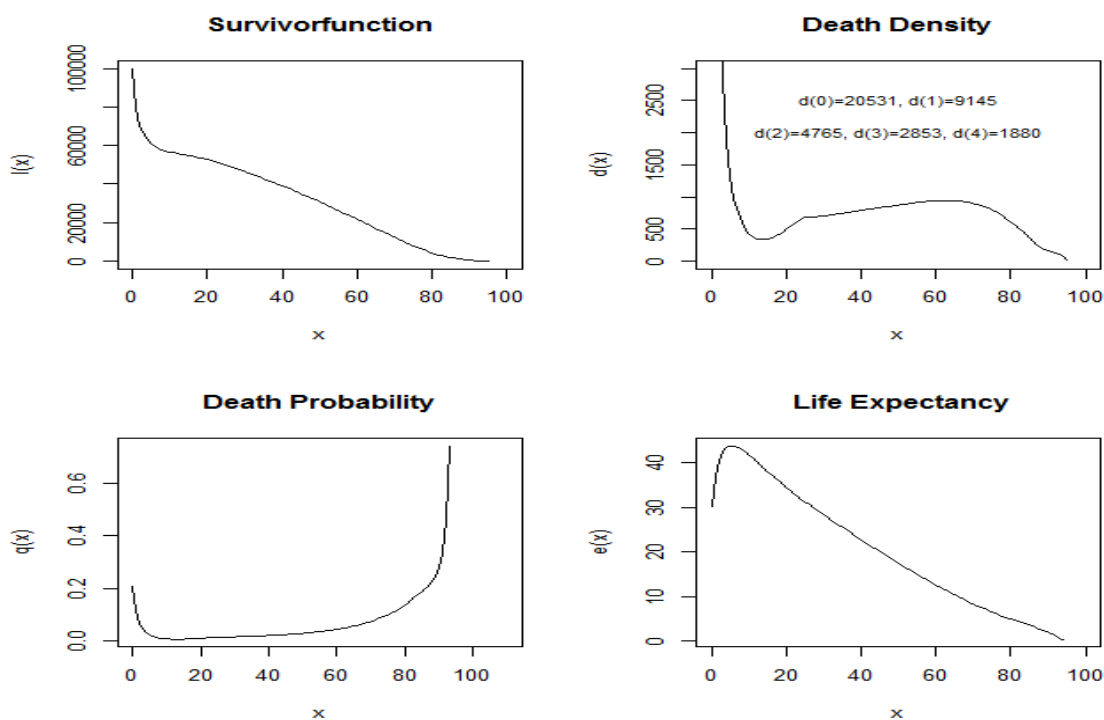 Survivorfunction
l(x)
100000
60000
20000
0
0 20 40 60 80 100
x
Death Density
d(0)=20531, d(1)=9145
d(2)=4765, d(3)=2853, d(4)=1880
d(x)
2500
1500
500
0
0 20 40 60 80 100
x
Death Probability
q(x)
0.6
0.4
0.2
0.0
0 20 40 60 80 100
x
Life Expectancy
e(x)
40
30
20
10
0
0 20 40 60 80 100
x